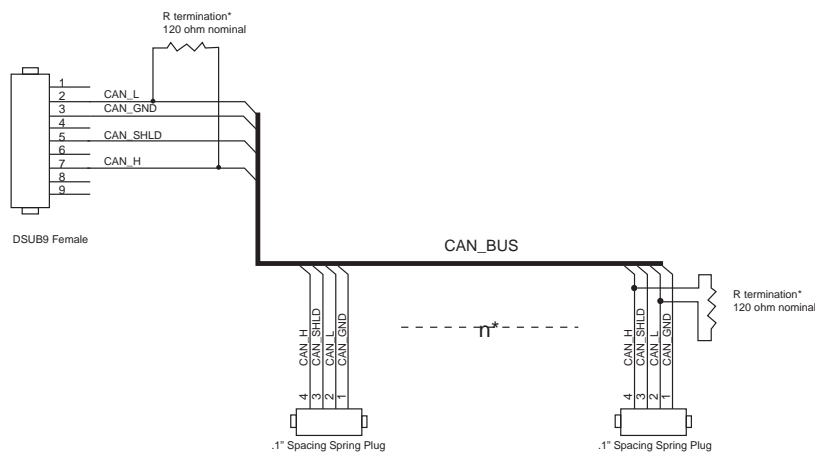 R termination*
120 ohm nominal
1
2
3
4
5
6
7
8
9
CAN_L
CAN_GND
CAN_SHLD
CAN_H
DSUB9 Female
CAN_BUS
R termination*
120 ohm nominal
n*
CAN_H
CAN_SHLD
CAN_L
CAN_GND
4
3
2
1
.1" Spacing Spring Plug
CAN_H
CAN_SHLD
CAN_L
CAN_GND
4
3
2
1
.1" Spacing Spring Plug